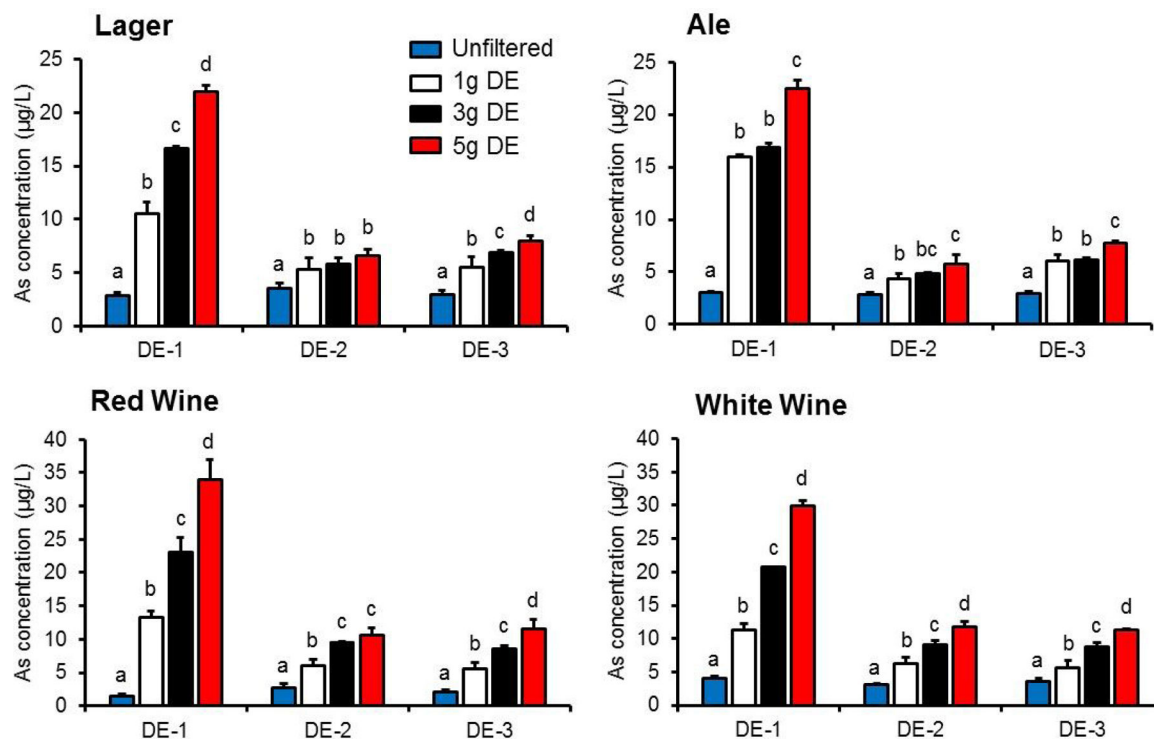 Lager
As concentration (µg/L)
25
20
15
10
5
0
a
b
c
d
a
b
b
b
a
b
c
d
DE-1
DE-2
DE-3
Unfiltered
1g DE
3g DE
5g DE
Ale
As concentration (µg/L)
25
20
15
10
5
0
a
b
b
c
a
b
bc
c
a
b
b
c
DE-1
DE-2
DE-3
Red Wine
As concentration (µg/L)
40
35
30
25
20
15
10
5
0
a
b
c
d
a
b
c
c
a
b
c
d
DE-1
DE-2
DE-3
White Wine
As concentration (µg/L)
40
35
30
25
20
15
10
5
0
a
b
c
d
a
b
c
d
a
b
c
d
DE-1
DE-2
DE-3